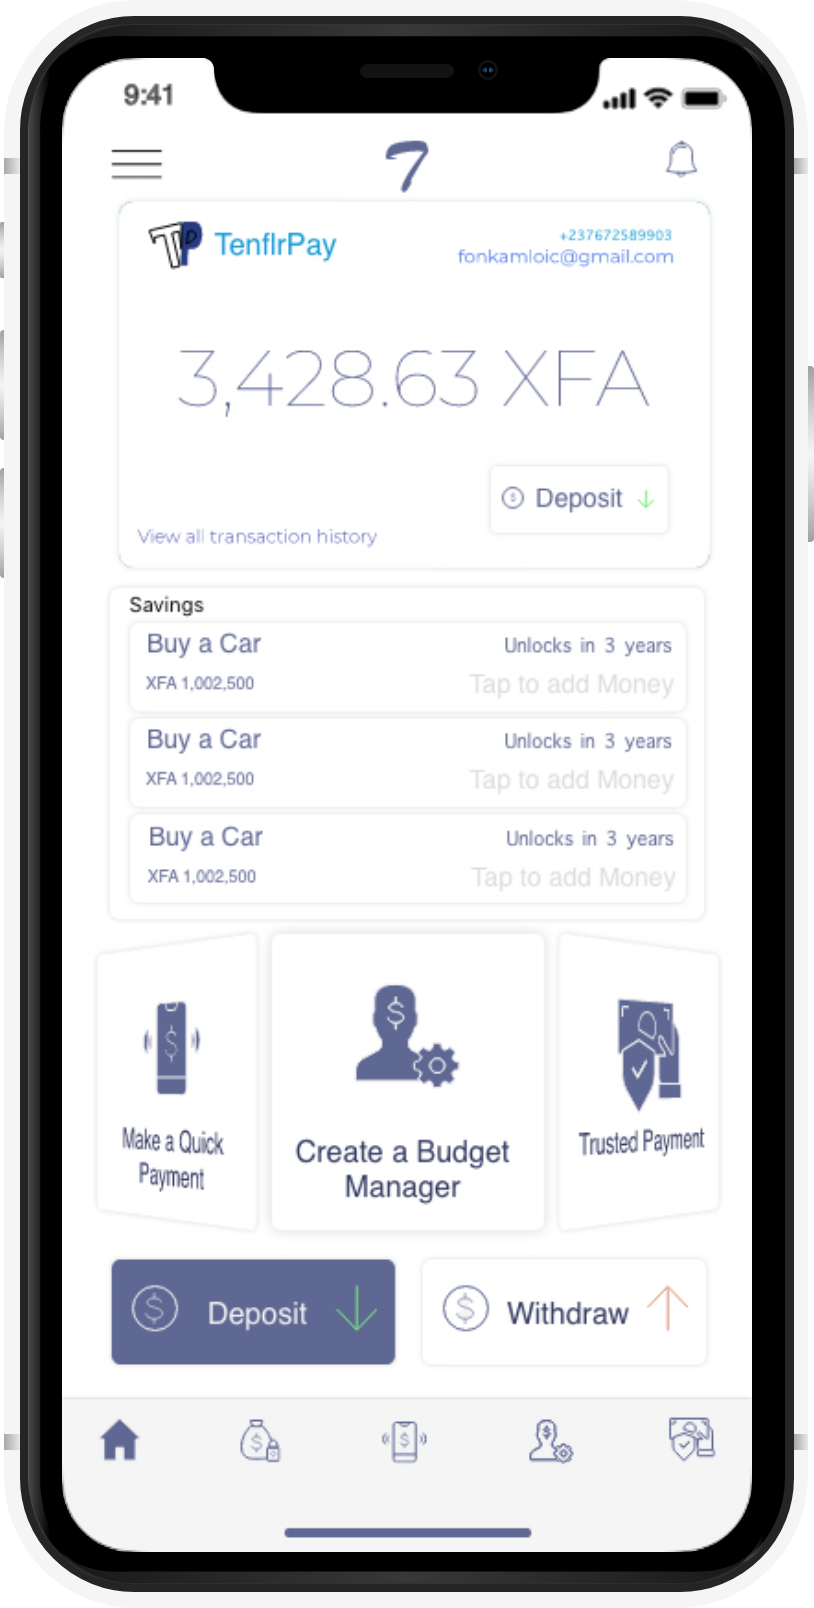 9:41
7
TP TenflrPay
+237672589903
fonkamloic@gmail.com
3,428.63 XFA
$ Deposit
View all transaction history
Savings
Buy a Car Unlocks in 3 years
XFA 1,002,500 Tap to add Money
Buy a Car Unlocks in 3 years
XFA 1,002,500 Tap to add Money
Buy a Car Unlocks in 3 years
XFA 1,002,500 Tap to add Money
$
$
Make a Quick
Payment
Create a Budget
Manager
Trusted Payment
$ Deposit
$ Withdraw
$ $ $